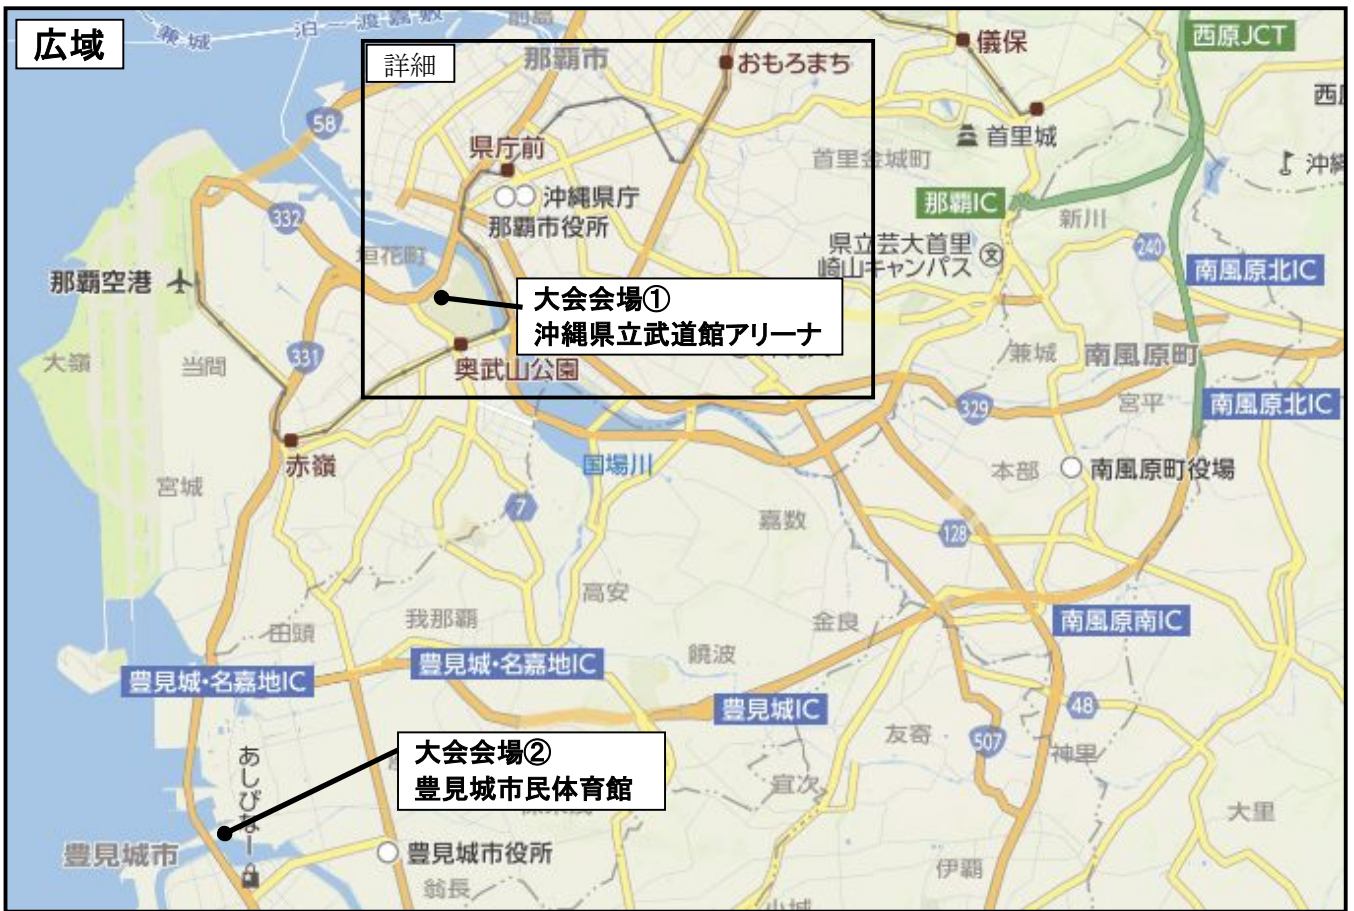 広域
兼城
泊一渡嘉敷
前島
西原JCT
儀保
詳細
那覇市
おもろまち
58
西原
県庁前
首里城
首里金城町
沖縄
沖縄県庁
那覇市役所
那覇IC
新川
332
垣花町
県立芸大首里
崎山キャンパス
文
240
南風原北IC
那覇空港
大会会場①
沖縄県立武道館アリーナ
大嶺
当間
331
奥武山公園
兼城
南風原町
329
宮平
南風原北IC
赤嶺
国場川
本部
南風原町役場
宮城
7
嘉数
128
高安
我那覇
田頭
金良
南風原南IC
饒波
豊見城・名嘉地IC
豊見城・名嘉地IC
豊見城IC
48
友寄
507
神里
あしびなー
大会会場②
豊見城市民体育館
宜次
大里
豊見城市
豊見城市役所
翁長
伊覇
小城